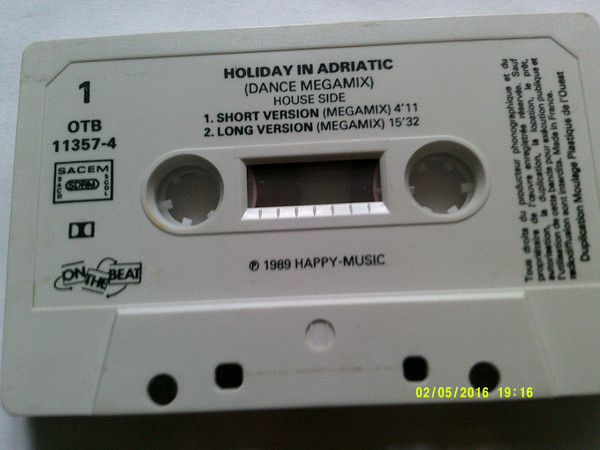 HOLIDAY IN ADRIATIC
(DANCE MEGAMIX)
HOUSE SIDE
1. SHORT VERSION (MEGAMIX) 4'11
2. LONG VERSION (MEGAMIX) 15'32
1
OTB
11357-4
SACEM
SACD
SDRM
SGDL
ON THE BEAT
℗ 1989 HAPPY-MUSIC
Tous droits du producteur phonographique et du
propriétaire de l'œuvre enregistrée réservés. Sauf
autorisation, la duplication, la location, le prêt,
l'utilisation de cette bande pour exécution publique et
radiodiffusion sont interdits. Made in France.
Duplication Moulage Plastique de l'Ouest
02/05/2016 19:16